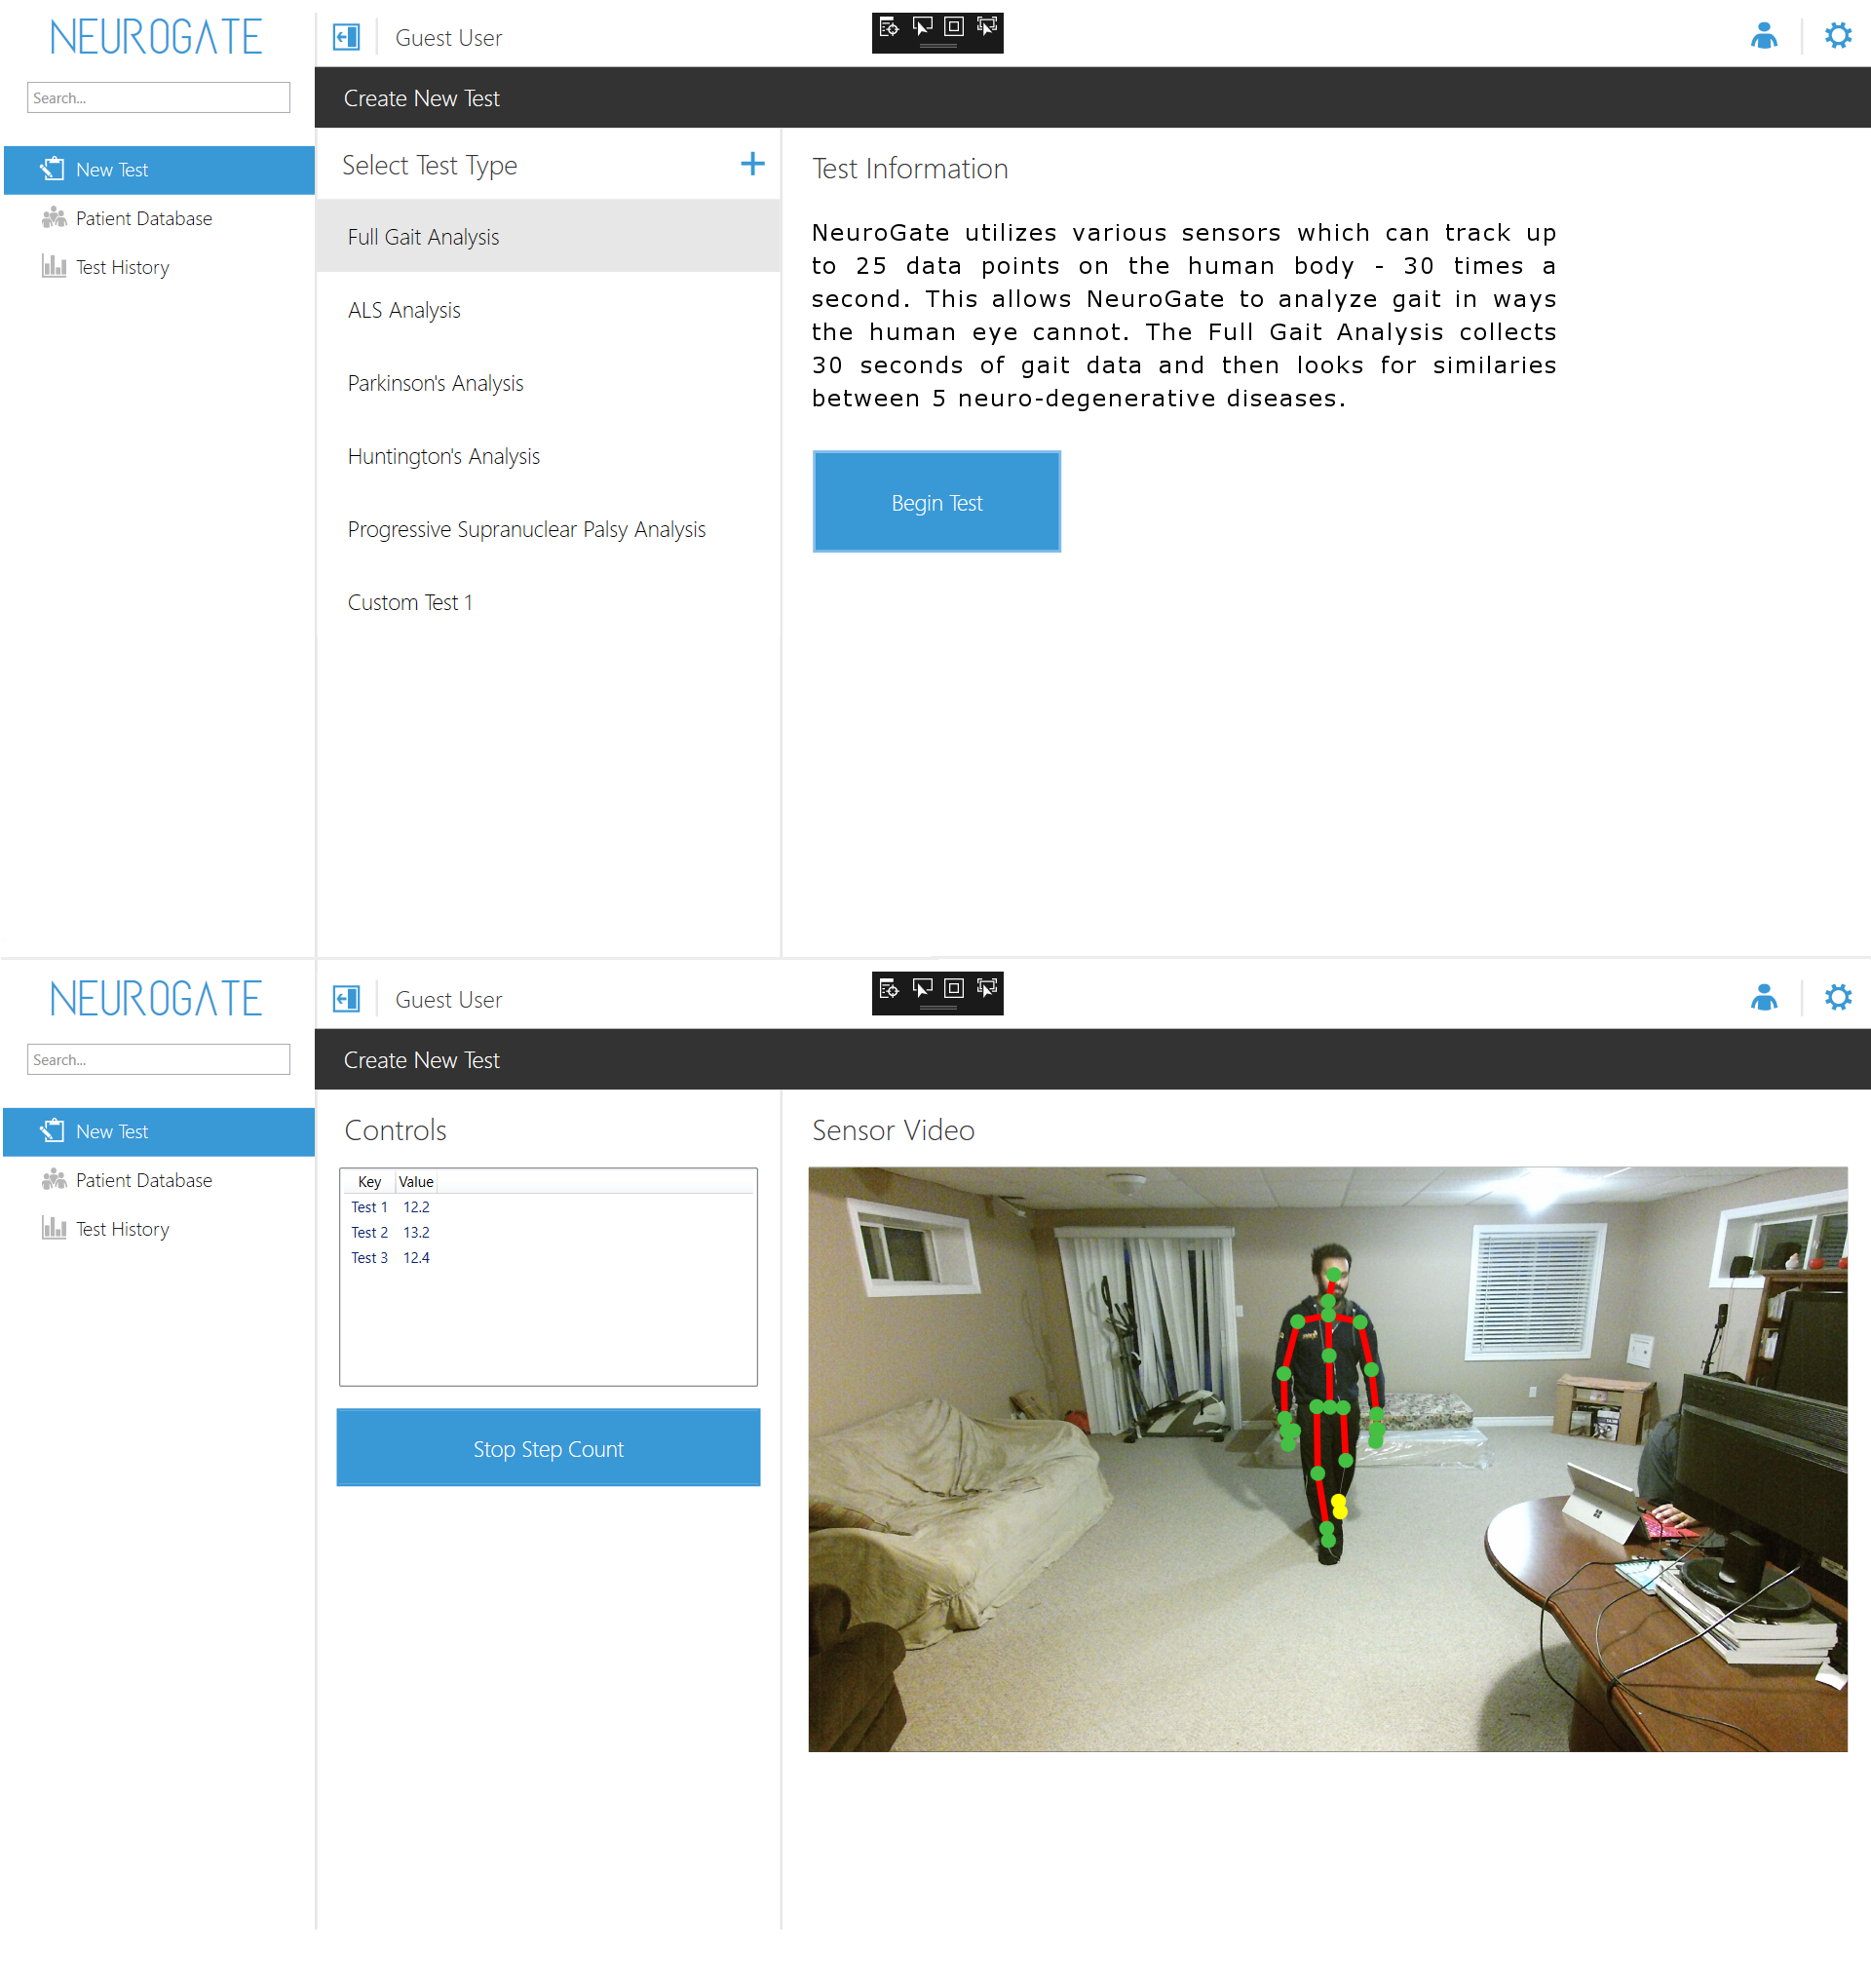 NEUROGATE
Guest User
Search...
Create New Test
New Test
Patient Database
Test History
Select Test Type
Full Gait Analysis
ALS Analysis
Parkinson's Analysis
Huntington's Analysis
Progressive Supranuclear Palsy Analysis
Custom Test 1
Test Information
NeuroGate utilizes various sensors which can track up
to 25 data points on the human body - 30 times a
second. This allows NeuroGate to analyze gait in ways
the human eye cannot. The Full Gait Analysis collects
30 seconds of gait data and then looks for similaries
between 5 neuro-degenerative diseases.
Begin Test
NEUROGATE
Guest User
Search...
Create New Test
New Test
Patient Database
Test History
Controls
Key Value
Test 1 12.2
Test 2 13.2
Test 3 12.4
Stop Step Count
Sensor Video